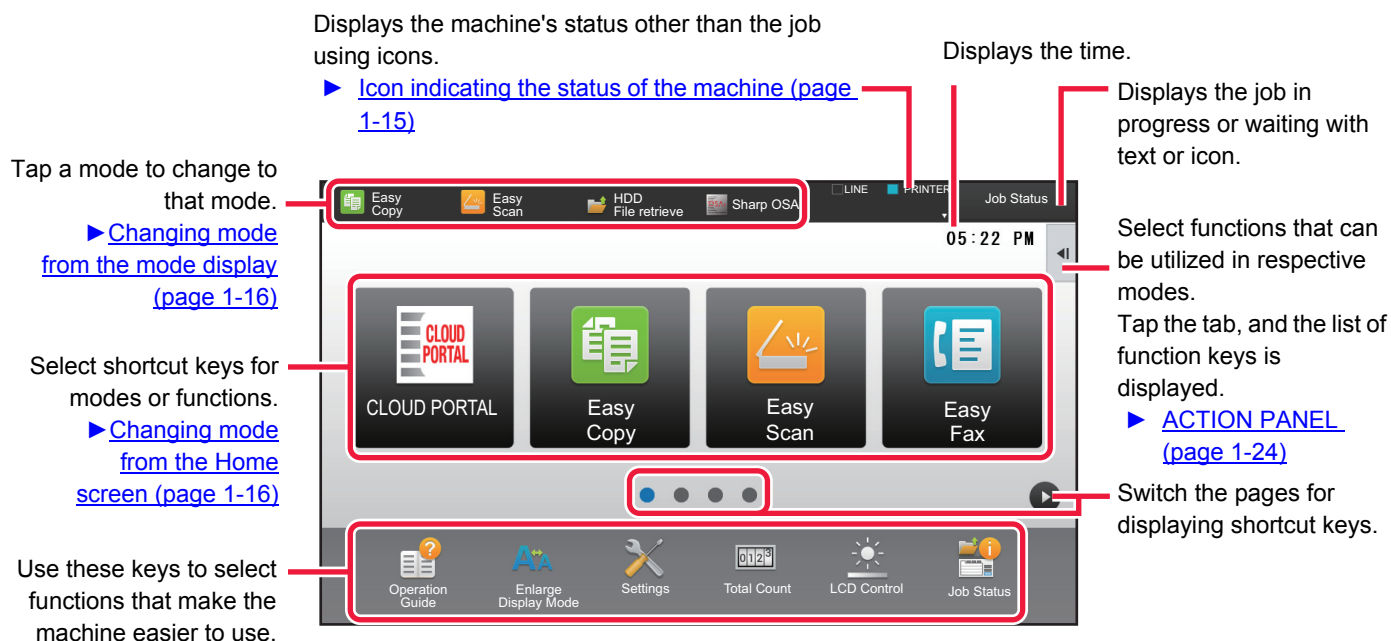 Displays the machine's status other than the job
using icons.
► Icon indicating the status of the machine (page
1-15)
Displays the time.
Displays the job in
progress or waiting with
text or icon.
Tap a mode to change to
that mode.
►Changing mode
from the mode display
(page 1-16)
Select shortcut keys for
modes or functions.
►Changing mode
from the Home
screen (page 1-16)
Use these keys to select
functions that make the
machine easier to use.
Easy
Copy
Easy
Scan
HDD
File retrieve
Sharp OSA
LINE
PRINTER
Job Status
05:22 PM
CLOUD
PORTAL
CLOUD PORTAL
Easy
Copy
Easy
Scan
Easy
Fax
Operation
Guide
Enlarge
Display Mode
Settings
0123
Total Count
LCD Control
Job Status
Select functions that can
be utilized in respective
modes.
Tap the tab, and the list of
function keys is
displayed.
► ACTION PANEL
(page 1-24)
Switch the pages for
displaying shortcut keys.